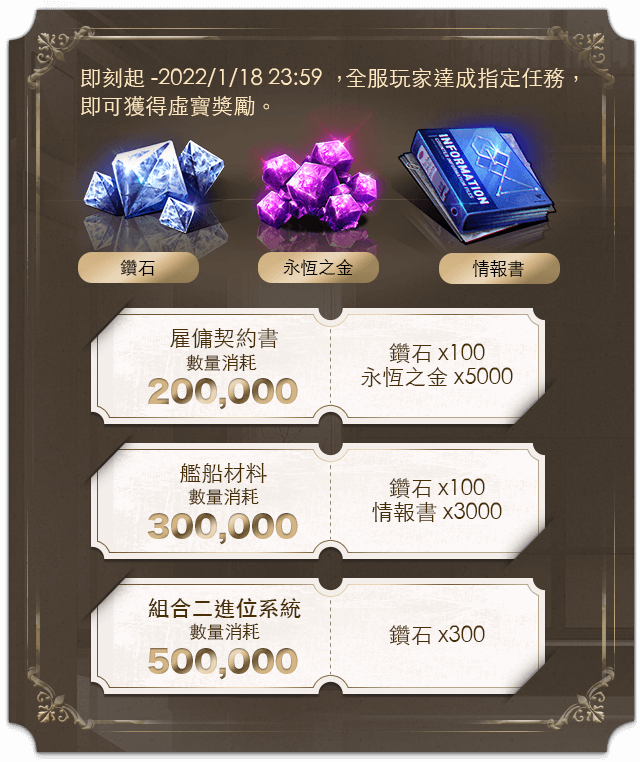 即刻起 -2022/1/18 23:59 ，全服玩家達成指定任務，
即可獲得虛寶獎勵。
INFORMATION
鑽石
永恆之金
情報書
雇傭契約書
數量消耗
200,000
鑽石 x100
永恆之金 x5000
艦船材料
數量消耗
300,000
鑽石 x100
情報書 x3000
組合二進位系統
數量消耗
500,000
鑽石 x300